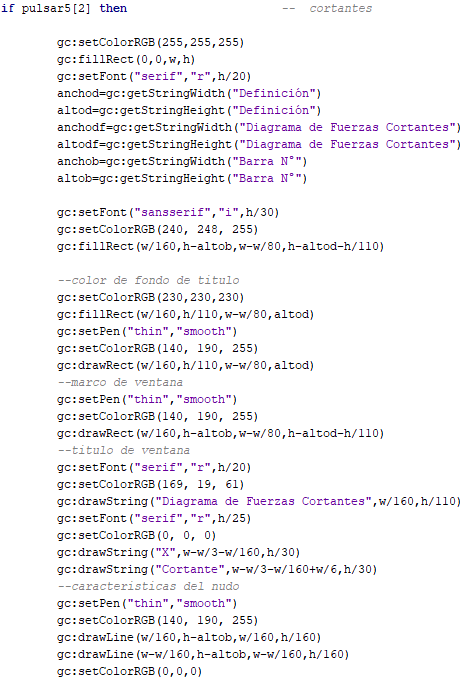 if pulsar5[2] then -- cortantes
gc:setColorRGB(255,255,255)
gc:fillRect(0,0,w,h)
gc:setFont("serif","r",h/20)
anchod=gc:getStringWidth("Definición")
altod=gc:getStringHeight("Definición")
anchodf=gc:getStringWidth("Diagrama de Fuerzas Cortantes")
altodf=gc:getStringHeight("Diagrama de Fuerzas Cortantes")
anchob=gc:getStringWidth("Barra N°")
altob=gc:getStringHeight("Barra N°")
gc:setFont("sansserif","i",h/30)
gc:setColorRGB(240, 248, 255)
gc:fillRect(w/160,h-altob,w-w/80,h-altod-h/110)
--color de fondo de titulo
gc:setColorRGB(230,230,230)
gc:fillRect(w/160,h/110,w-w/80,altod)
gc:setPen("thin","smooth")
gc:setColorRGB(140, 190, 255)
gc:drawRect(w/160,h/110,w-w/80,altod)
--marco de ventana
gc:setPen("thin","smooth")
gc:setColorRGB(140, 190, 255)
gc:drawRect(w/160,h-altob,w-w/80,h-altod-h/110)
--titulo de ventana
gc:setFont("serif","r",h/20)
gc:setColorRGB(169, 19, 61)
gc:drawString("Diagrama de Fuerzas Cortantes",w/160,h/110)
gc:setFont("serif","r",h/25)
gc:setColorRGB(0, 0, 0)
gc:drawString("X",w-w/3-w/160,h/30)
gc:drawString("Cortante",w-w/3-w/160+w/6,h/30)
--caracteristicas del nudo
gc:setPen("thin","smooth")
gc:setColorRGB(140, 190, 255)
gc:drawLine(w/160,h-altob,w/160,h/160)
gc:drawLine(w-w/160,h-altob,w-w/160,h/160)
gc:setColorRGB(0,0,0)